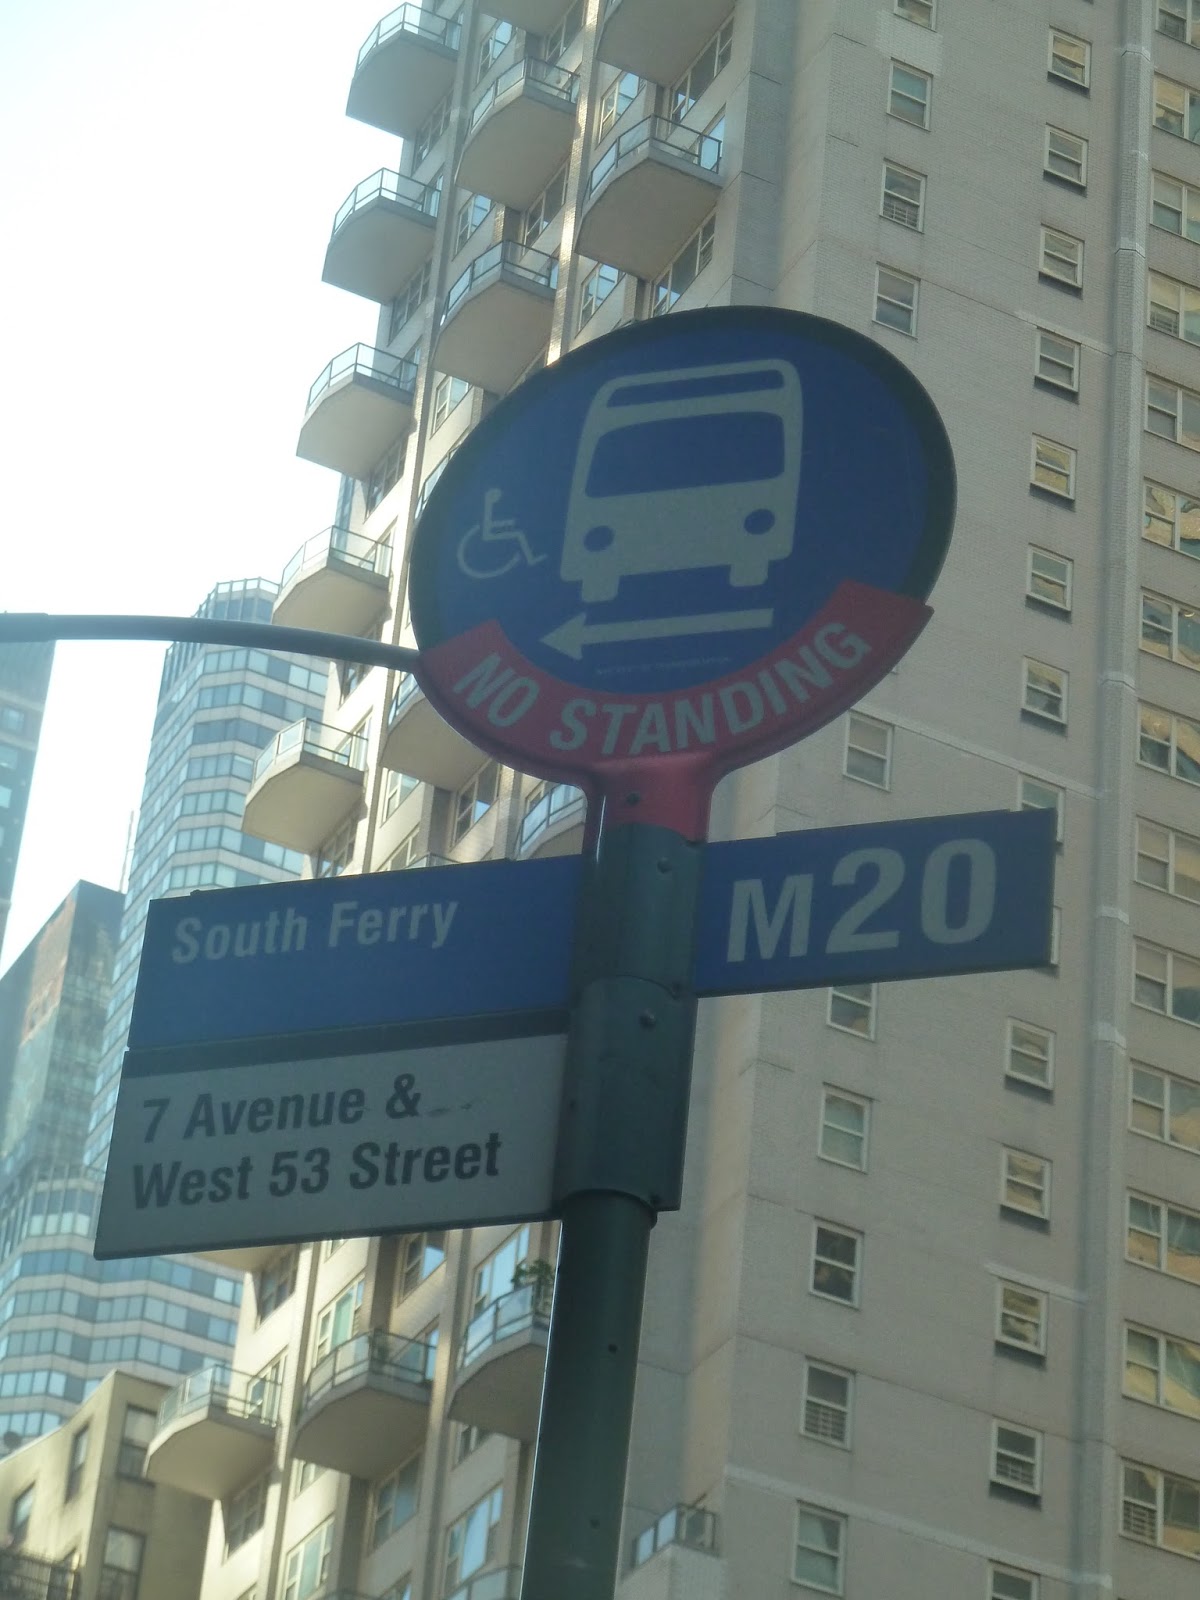 NO STANDING
South Ferry
M20
7 Avenue &
West 53 Street